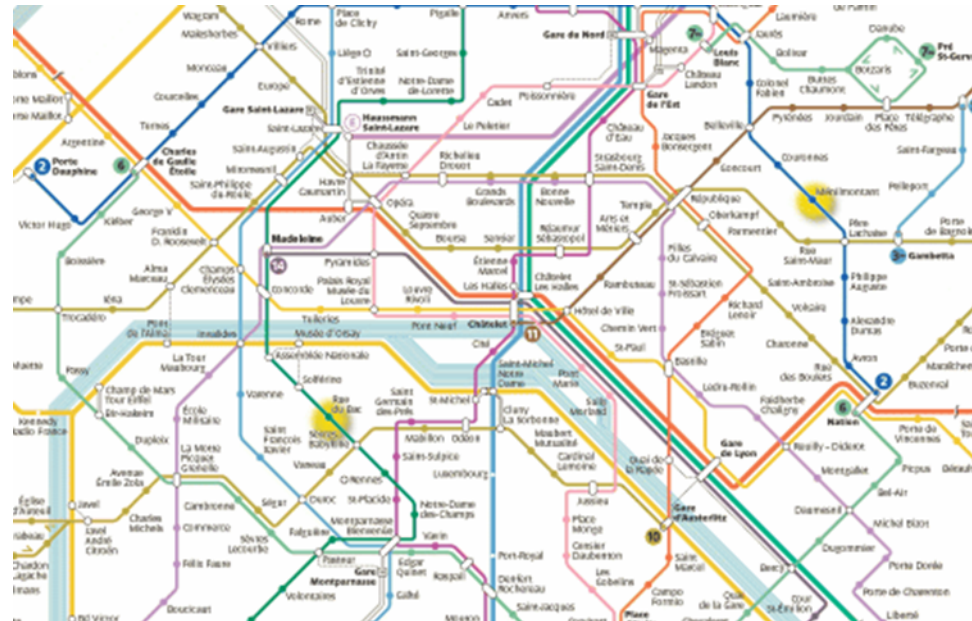 Wagram
Malesherbes
Rome
Place
de Clichy
Pigalle
Anvers
Gare du Nord
7bis
Louis
Blanc
Jaurès
Laumière
Danube
Pré
St-Gervais
Villiers
Liège
Saint-Georges
Magenta
Bolivar
Botzaris
Monceau
Europe
Trinité
d'Estienne
d'Orves
Notre-Dame
de-Lorette
Château
Landon
Colonel
Fabien
Buttes
Chaumont
Courcelles
Gare Saint-Lazare
Cadet
Poissonnière
Gare
de l'Est
Ternes
Saint-Lazare
Haussmann
Saint-Lazare
Le Peletier
Château
d'Eau
Belleville
Pyrénées
Jourdain
Place
des Fêtes
Télégraphe
Argentine
Saint-Augustin
Chaussée
d'Antin
La Fayette
Richelieu
Drouot
Strasbourg
Saint-Denis
Jacques
Bonsergent
Couronnes
Saint-Fargeau
2
Porte
Dauphine
6
Charles
de Gaulle
Étoile
Miromesnil
Saint-Philippe
du-Roule
Havre
Caumartin
Grands
Boulevards
Bonne
Nouvelle
Goncourt
Ménilmontant
Pelleport
Victor Hugo
Kléber
George V
Auber
Opéra
Quatre
Septembre
Temple
République
Oberkampf
Parmentier
Père
Lachaise
Porte
de Bagnolet
Franklin
D. Roosevelt
Madeleine
14
Bourse
Sentier
Réaumur
Sébastopol
Arts et
Métiers
Rue
Saint-Maur
3bis
Gambetta
Boissière
Alma
Marceau
Champs
Élysées
Clemenceau
Concorde
Pyramides
Étienne
Marcel
Les Halles
Châtelet
Les Halles
Rambuteau
Filles
du Calvaire
Saint-Ambroise
Philippe
Auguste
Iéna
Trocadéro
Palais Royal
Musée du
Louvre
Louvre
Rivoli
St-Sébastien
Froissart
Richard
Lenoir
Voltaire
Tuileries
Pont Neuf
Châtelet
11
Hôtel de Ville
Chemin Vert
Bréguet
Sabin
Charonne
Alexandre
Dumas
Pont
de l'Alma
Invalides
Musée d'Orsay
Cité
St-Paul
Passy
La Tour
Maubourg
Assemblée Nationale
Solférino
Saint-Michel
Notre
Dame
Pont
Marie
Bastille
Ledru-Rollin
Rue
des Boulets
Avron
2
Buzenval
Champ de Mars
Tour Eiffel
Bir-Hakeim
École
Militaire
Varenne
Rue
du Bac
Saint
Germain
des-Prés
St-Michel
Cluny
La Sorbonne
Sully
Morland
Faidherbe
Chaligny
6
Nation
Kennedy
Radio France
Dupleix
La Motte
Picquet
Grenelle
Saint
François
Xavier
Sèvres
Babylone
Mabillon
Odéon
Maubert
Mutualité
Cardinal
Lemoine
Quai de
la Rapée
Gare
de Lyon
Reuilly - Diderot
Porte de
Vincennes
Avenue
Émile Zola
Vaneau
Saint-Sulpice
Luxembourg
Montgallet
Picpus
Javel
Javel
André
Citroën
Charles
Michels
Cambronne
Ségur
Duroc
Rennes
St-Placide
Notre-Dame
des-Champs
Jussieu
Gare
d'Austerlitz
10
Bel-Air
Commerce
Sèvres
Lecourbe
Falguière
Montparnasse
Bienvenüe
Vavin
Place
Monge
Daumesnil
Michel Bizot
Félix Faure
Pasteur
Gare
Montparnasse
Edgar
Quinet
Raspail
Port-Royal
Censier
Daubenton
Saint
Marcel
Dugommier
Porte Dorée
Boucicaut
Volontaires
Gaîté
Denfert
Rochereau
Saint-Jacques
Les
Gobelins
Campo
Formio
Place
Quai
de la Gare
Bercy
Cour
St-Émilion
Porte de Charenton
Liberté